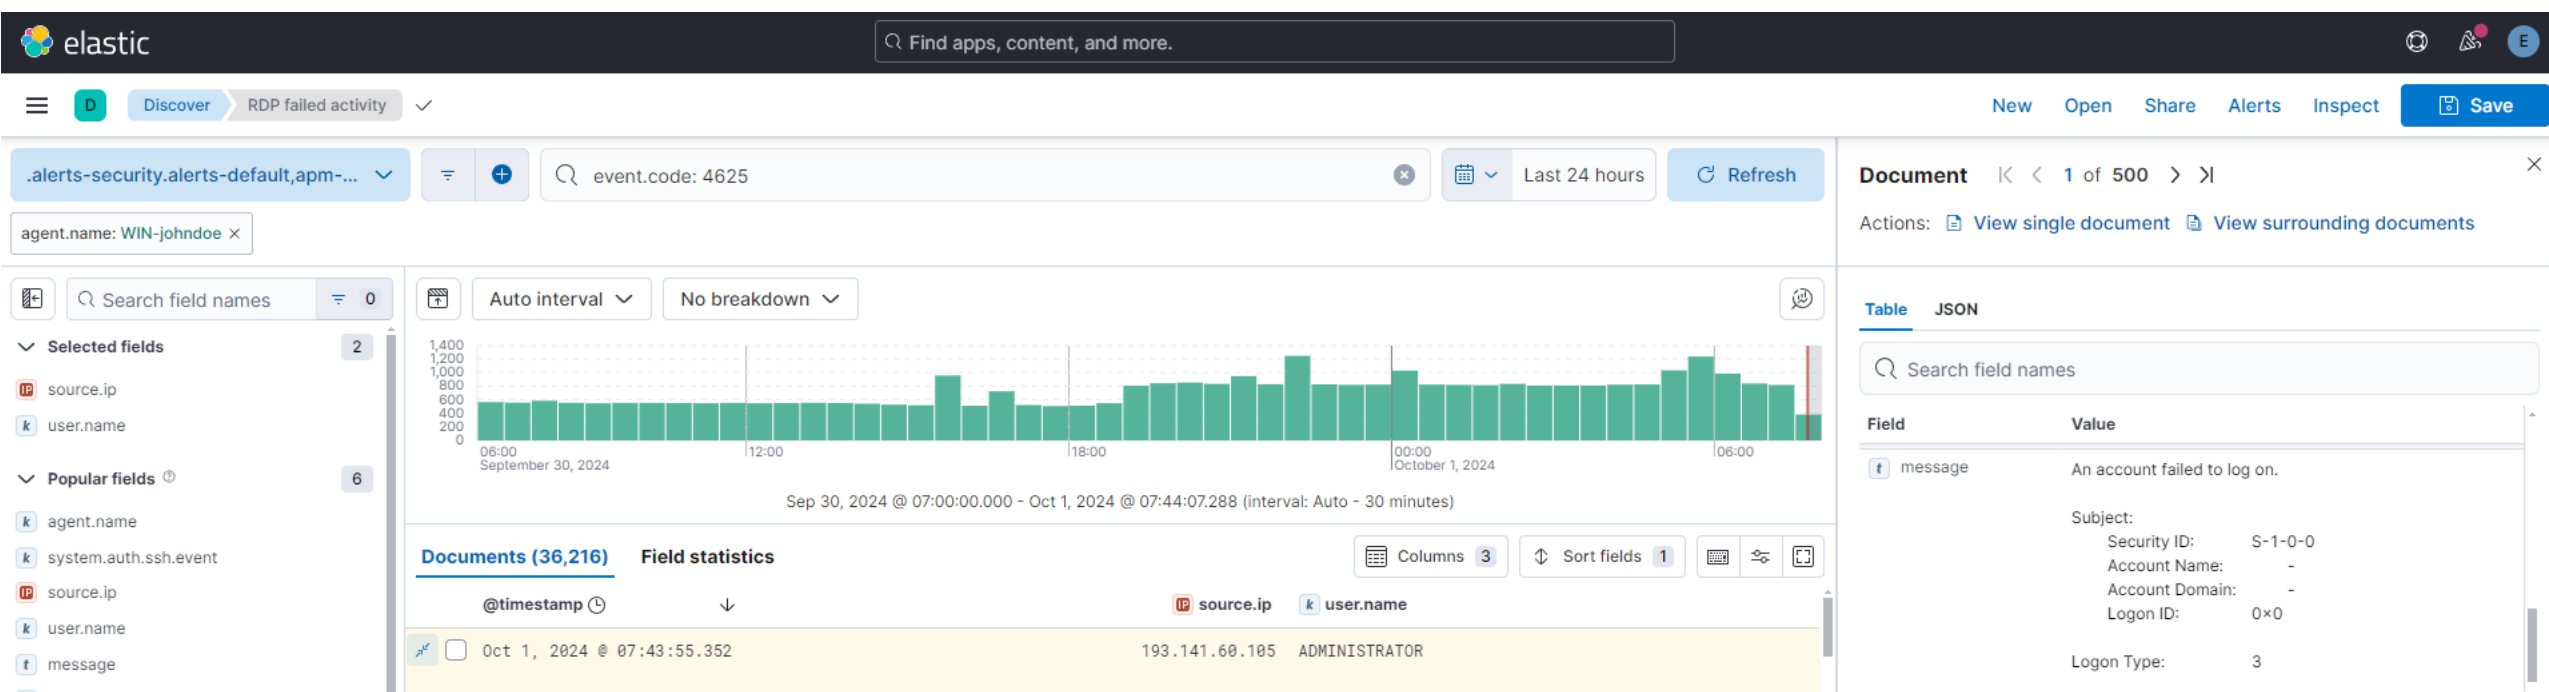 elastic
Find apps, content, and more.
E
D
Discover
RDP failed activity
New
Open
Share
Alerts
Inspect
Save
.alerts-security.alerts-default,apm-...
event.code: 4625
Last 24 hours
Refresh
agent.name: WIN-johndoe ×
Search field names
0
Selected fields
2
IP source.ip
k user.name
Popular fields
6
k agent.name
k system.auth.ssh.event
IP source.ip
k user.name
t message
Auto interval
No breakdown
1,400
1,200
1,000
800
600
400
200
0
06:00
September 30, 2024
12:00
18:00
00:00
October 1, 2024
06:00
Sep 30, 2024 @ 07:00:00.000 - Oct 1, 2024 @ 07:44:07.288 (interval: Auto - 30 minutes)
Documents (36,216)
Field statistics
Columns 3
Sort fields 1
@timestamp
IP source.ip
k user.name
Oct 1, 2024 @ 07:43:55.352
193.141.60.105
ADMINISTRATOR
Document
1 of 500
Actions:
View single document
View surrounding documents
Table
JSON
Search field names
Field
Value
t message
An account failed to log on.
Subject:
Security ID: S-1-0-0
Account Name: -
Account Domain: -
Logon ID: 0x0
Logon Type: 3